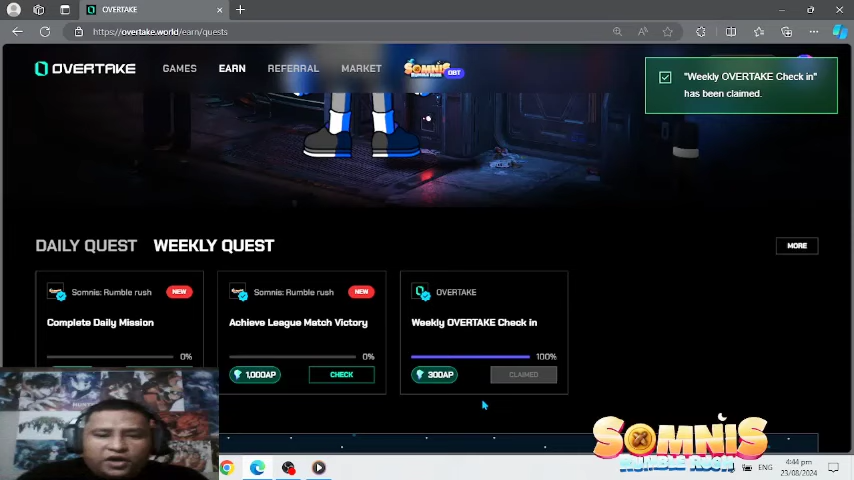 OVERTAKE
https://overtake.world/earn/quests
OVERTAKE
GAMES
EARN
REFERRAL
MARKET
SOMNIS
RUMBLE RUSH
OBT
"Weekly OVERTAKE Check in"
has been claimed.
DAILY QUEST
WEEKLY QUEST
MORE
Somnis: Rumble rush
NEW
Complete Daily Mission
0%
Somnis: Rumble rush
NEW
Achieve League Match Victory
0%
1,000AP
CHECK
OVERTAKE
Weekly OVERTAKE Check in
100%
300AP
CLAIMED
SOMNIS
RUMBLE RUSH
ENG
4:44 pm
23/08/2024